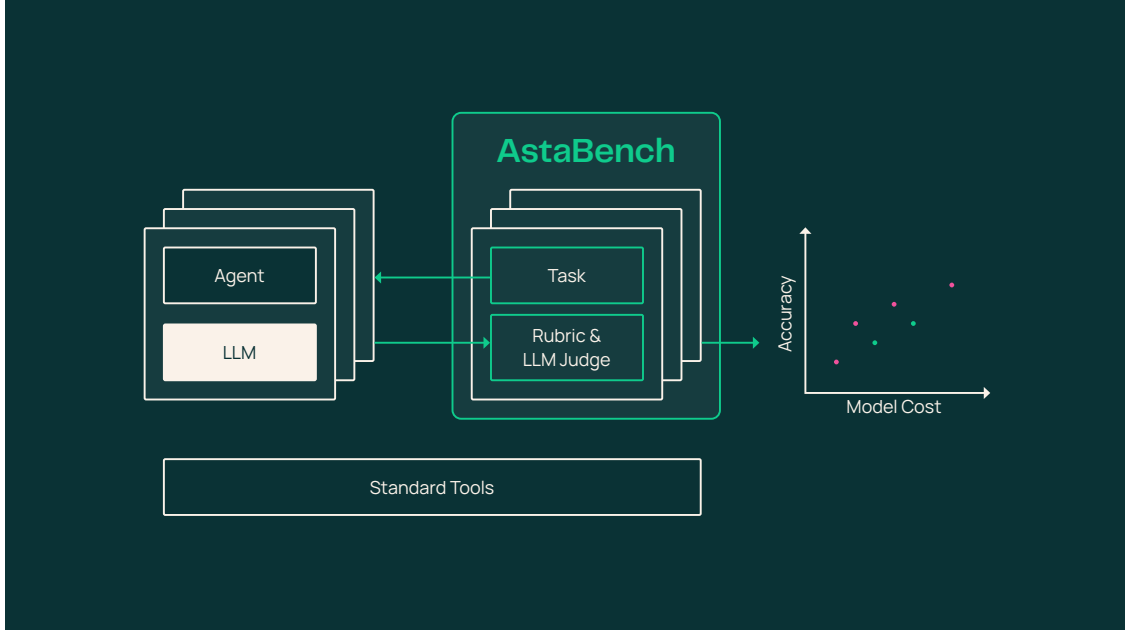 AstaBench
Agent
LLM
Task
Rubric &
LLM Judge
Accuracy
Model Cost
Standard Tools